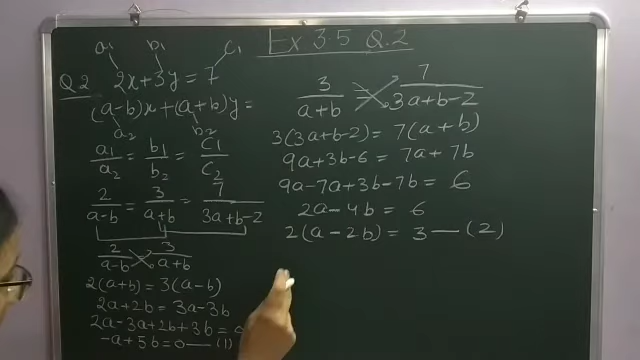 Ex 3.5 Q.2
a₁ b₁ c₁
Q.2 2x+3y=7
(a-b)x+(a+b)y=
a₂ b₂
a₁/a₂ = b₁/b₂ = c₁/c₂
2/(a-b) = 3/(a+b) = 7/(3a+b-2)
2/(a-b) = 3/(a+b)
2(a+b) = 3(a-b)
2a+2b = 3a-3b
2a-3a+2b+3b = 0
-a+5b=0 — (1)
3/(a+b) = 7/(3a+b-2)
3(3a+b-2) = 7(a+b)
9a+3b-6 = 7a+7b
9a-7a+3b-7b = 6
2a-4b = 6
2(a-2b) = 3 — (2)